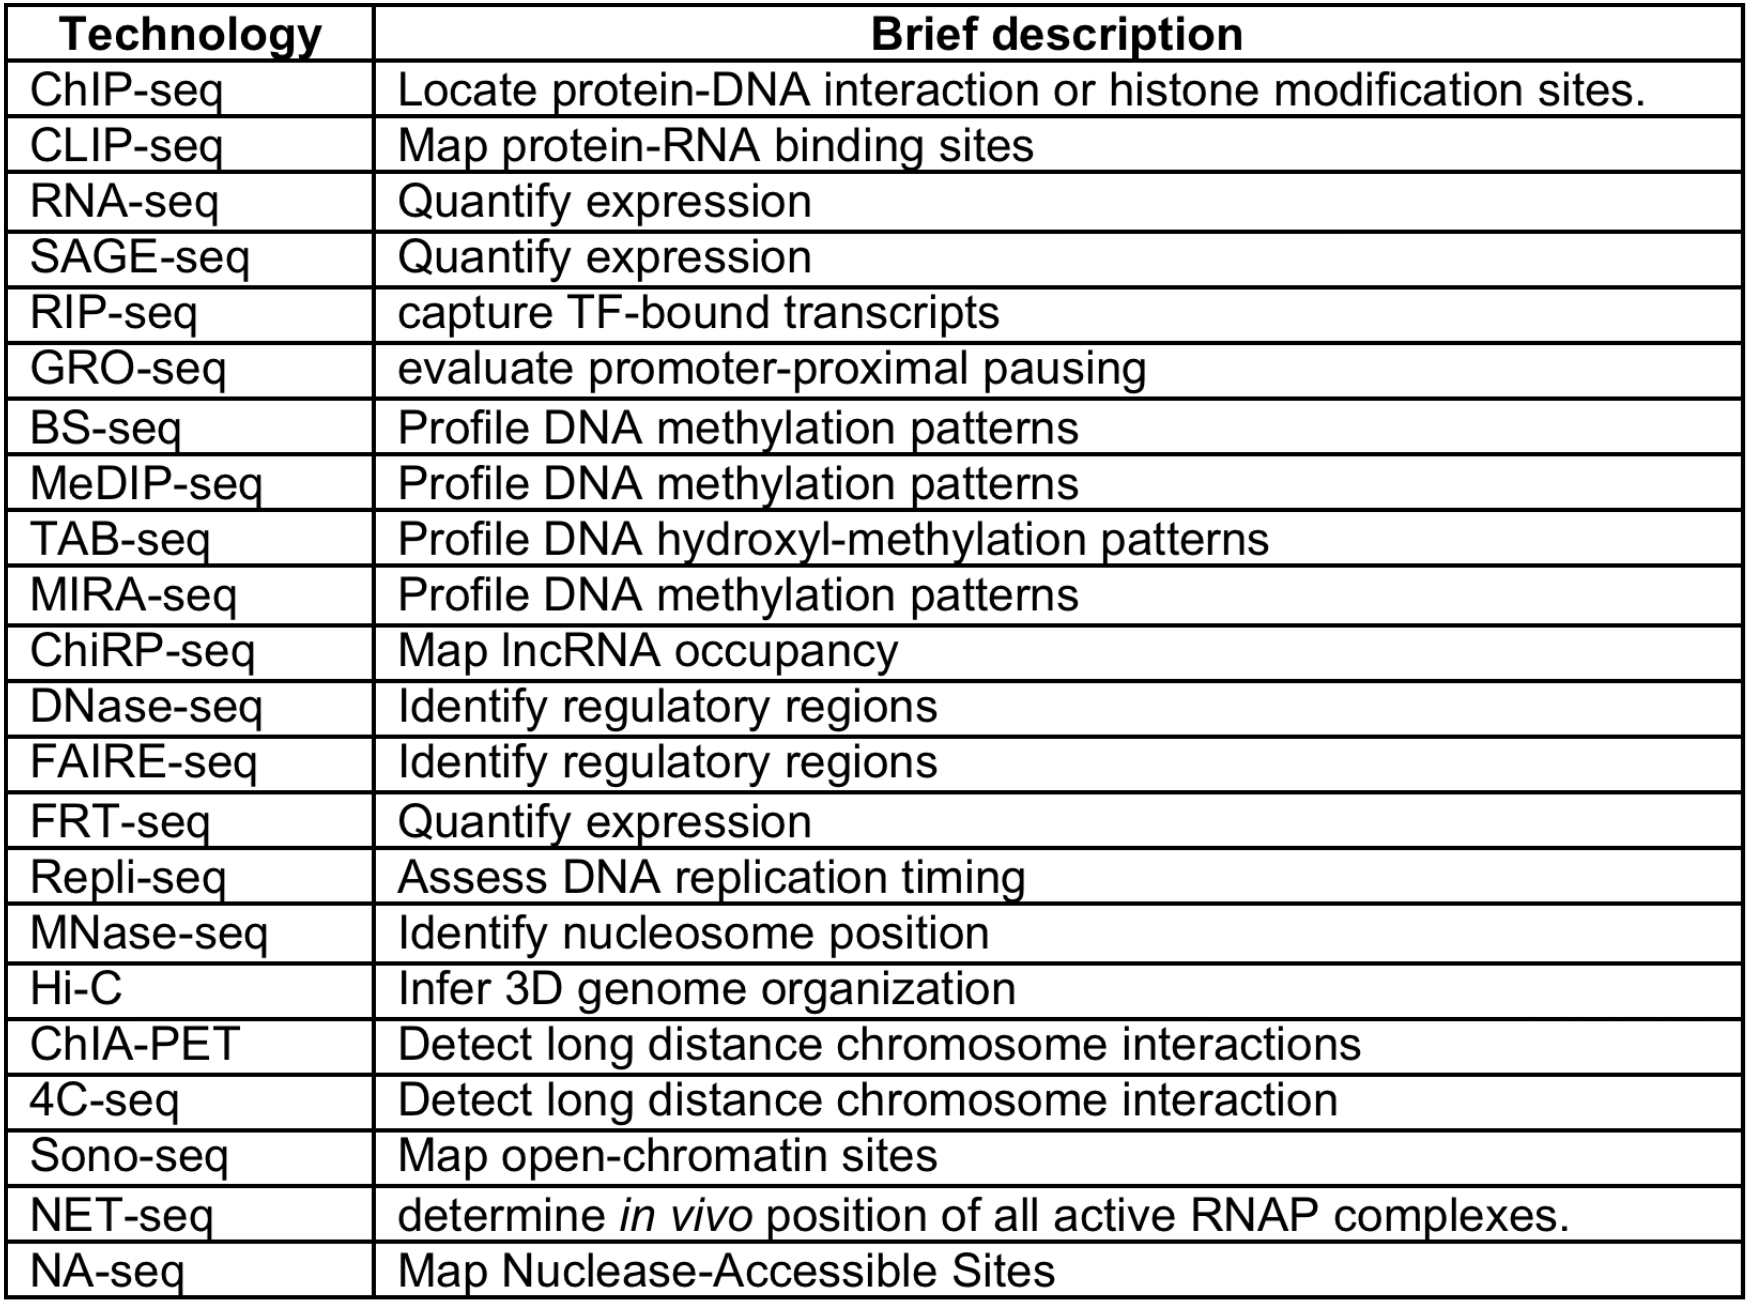 Technology Brief description
ChIP-seq Locate protein-DNA interaction or histone modification sites.
CLIP-seq Map protein-RNA binding sites
RNA-seq Quantify expression
SAGE-seq Quantify expression
RIP-seq capture TF-bound transcripts
GRO-seq evaluate promoter-proximal pausing
BS-seq Profile DNA methylation patterns
MeDIP-seq Profile DNA methylation patterns
TAB-seq Profile DNA hydroxyl-methylation patterns
MIRA-seq Profile DNA methylation patterns
ChiRP-seq Map lncRNA occupancy
DNase-seq Identify regulatory regions
FAIRE-seq Identify regulatory regions
FRT-seq Quantify expression
Repli-seq Assess DNA replication timing
MNase-seq Identify nucleosome position
Hi-C Infer 3D genome organization
ChIA-PET Detect long distance chromosome interactions
4C-seq Detect long distance chromosome interaction
Sono-seq Map open-chromatin sites
NET-seq determine in vivo position of all active RNAP complexes.
NA-seq Map Nuclease-Accessible Sites